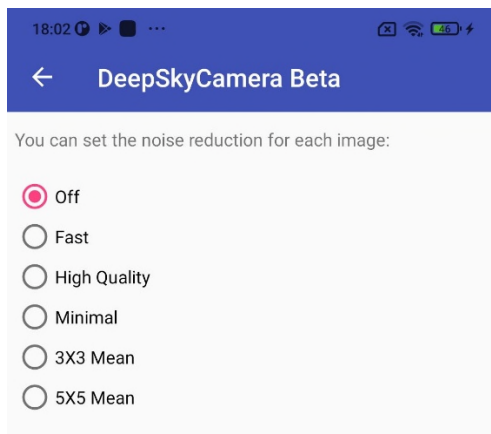 18:02 ...
46
DeepSkyCamera Beta
You can set the noise reduction for each image:
Off
Fast
High Quality
Minimal
3X3 Mean
5X5 Mean